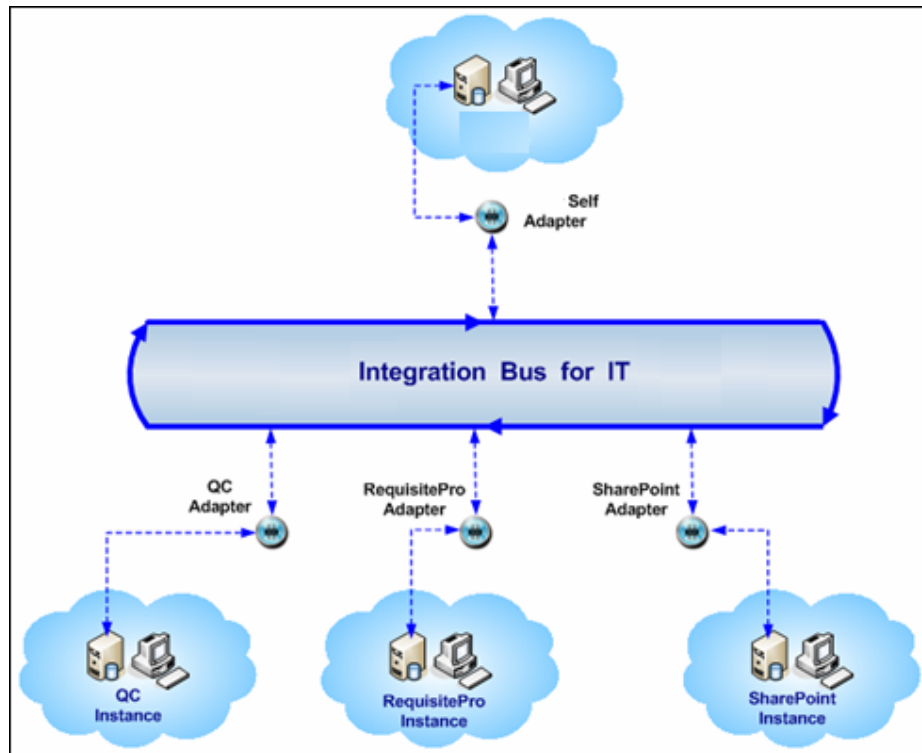 Self
Adapter
Integration Bus for IT
QC
Adapter
RequisitePro
Adapter
SharePoint
Adapter
QC
Instance
RequisitePro
Instance
SharePoint
Instance